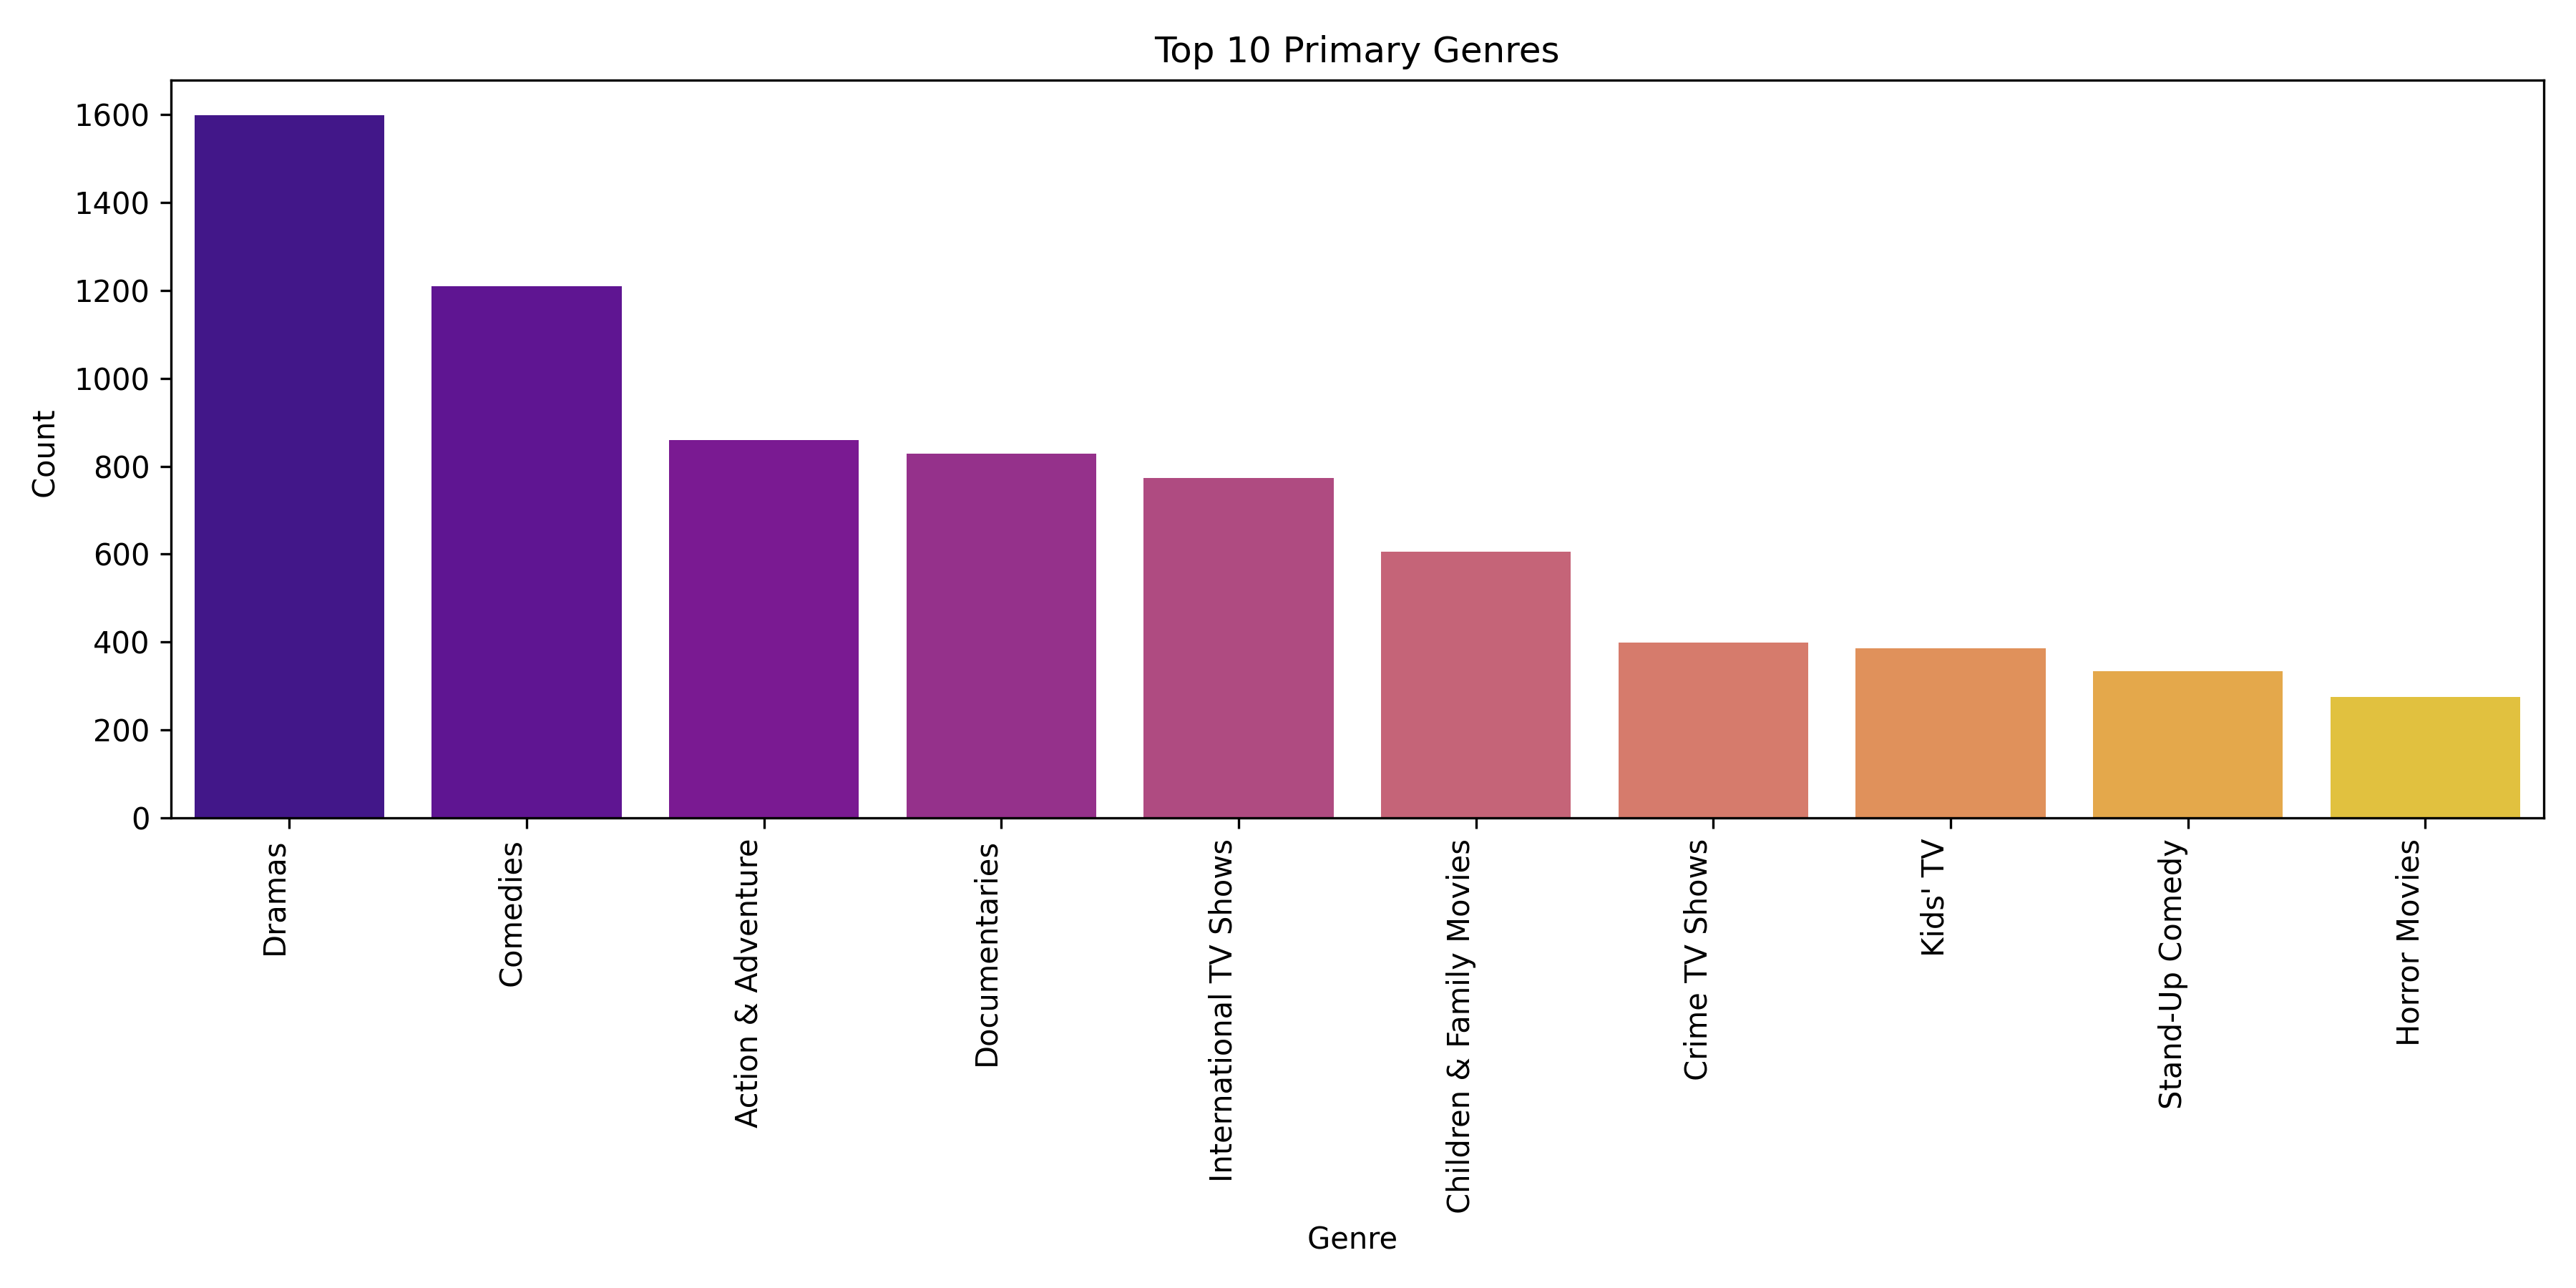 Top 10 Primary Genres
Count
1600
1400
1200
1000
800
600
400
200
0
Dramas
Comedies
Action & Adventure
Documentaries
International TV Shows
Children & Family Movies
Crime TV Shows
Kids' TV
Stand-Up Comedy
Horror Movies
Genre